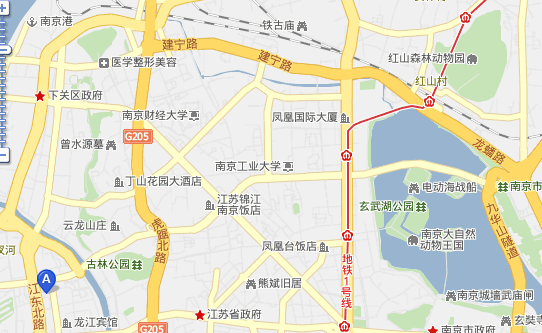 南京港
铁古庙
建宁路
建宁路
红山森林动物园
红山村
医学整形美容
下关区政府
南京财经大学
凤凰国际大厦
G205
曾水源墓
龙蟠路
南京工业大学
丁山花园大酒店
电动海战船
南京市
江苏锦江
南京饭店
玄武湖公园
九华山隧道
云龙山庄
虎踞北路
南京大自然
动物王国
凤凰台饭店
汊河
古林公园
地铁1号线
A
江东北路
熊斌旧居
南京城墙武庙闸
江苏省政府
玄奘寺
龙江宾馆
G205
南京市政府